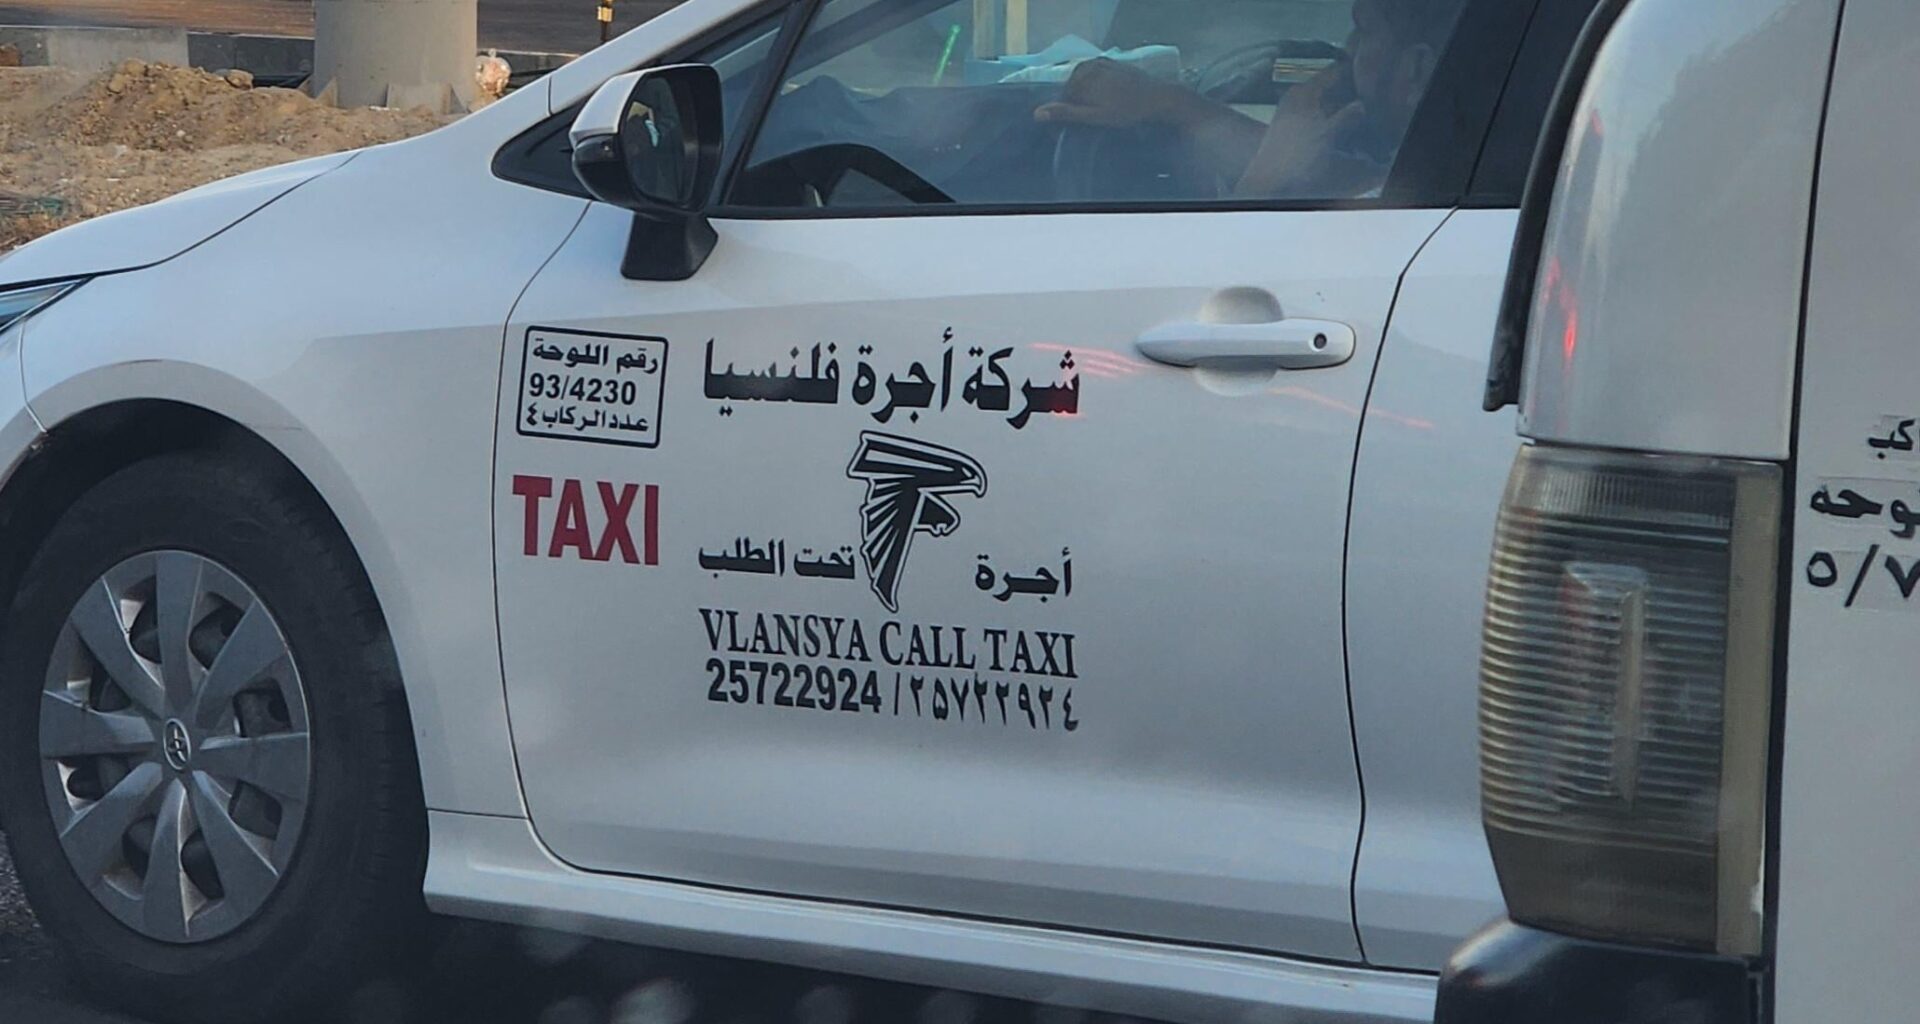 رقم اللوحة
93/4230
عدد الركاب ٤
TAXI
شركة أجرة فلنسيا
أجرة تحت الطلب
VLANSYA CALL TAXI
25722924 / ٢٥٧٢٢٩٢٤